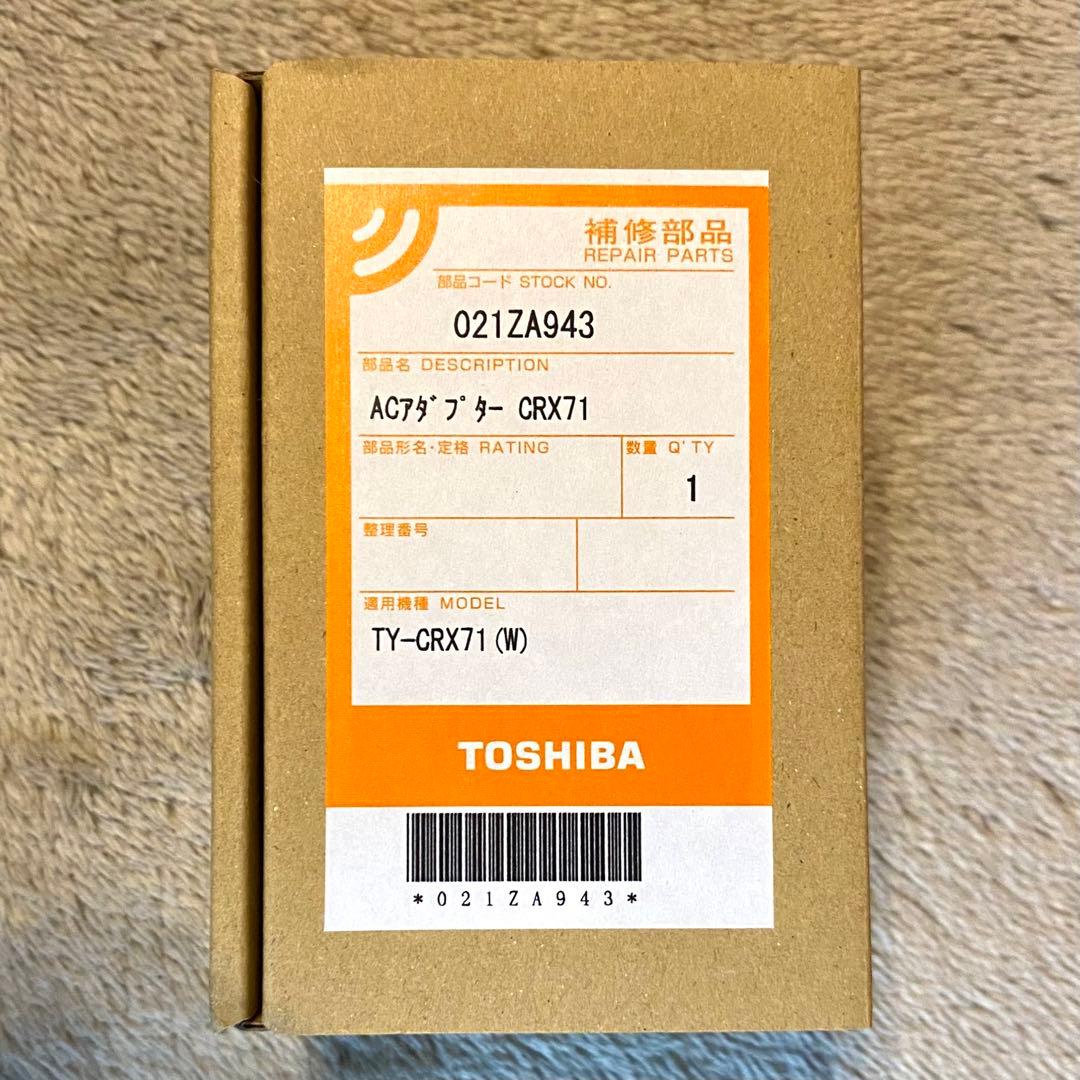 補修部品
REPAIR PARTS
部品コード STOCK NO.
021ZA943
部品名 DESCRIPTION
ACｱﾀﾞﾌﾟﾀｰ CRX71
部品形名・定格 RATING
数量 Q'TY
1
整理番号
適用機種 MODEL
TY-CRX71(W)
TOSHIBA
*021ZA943*